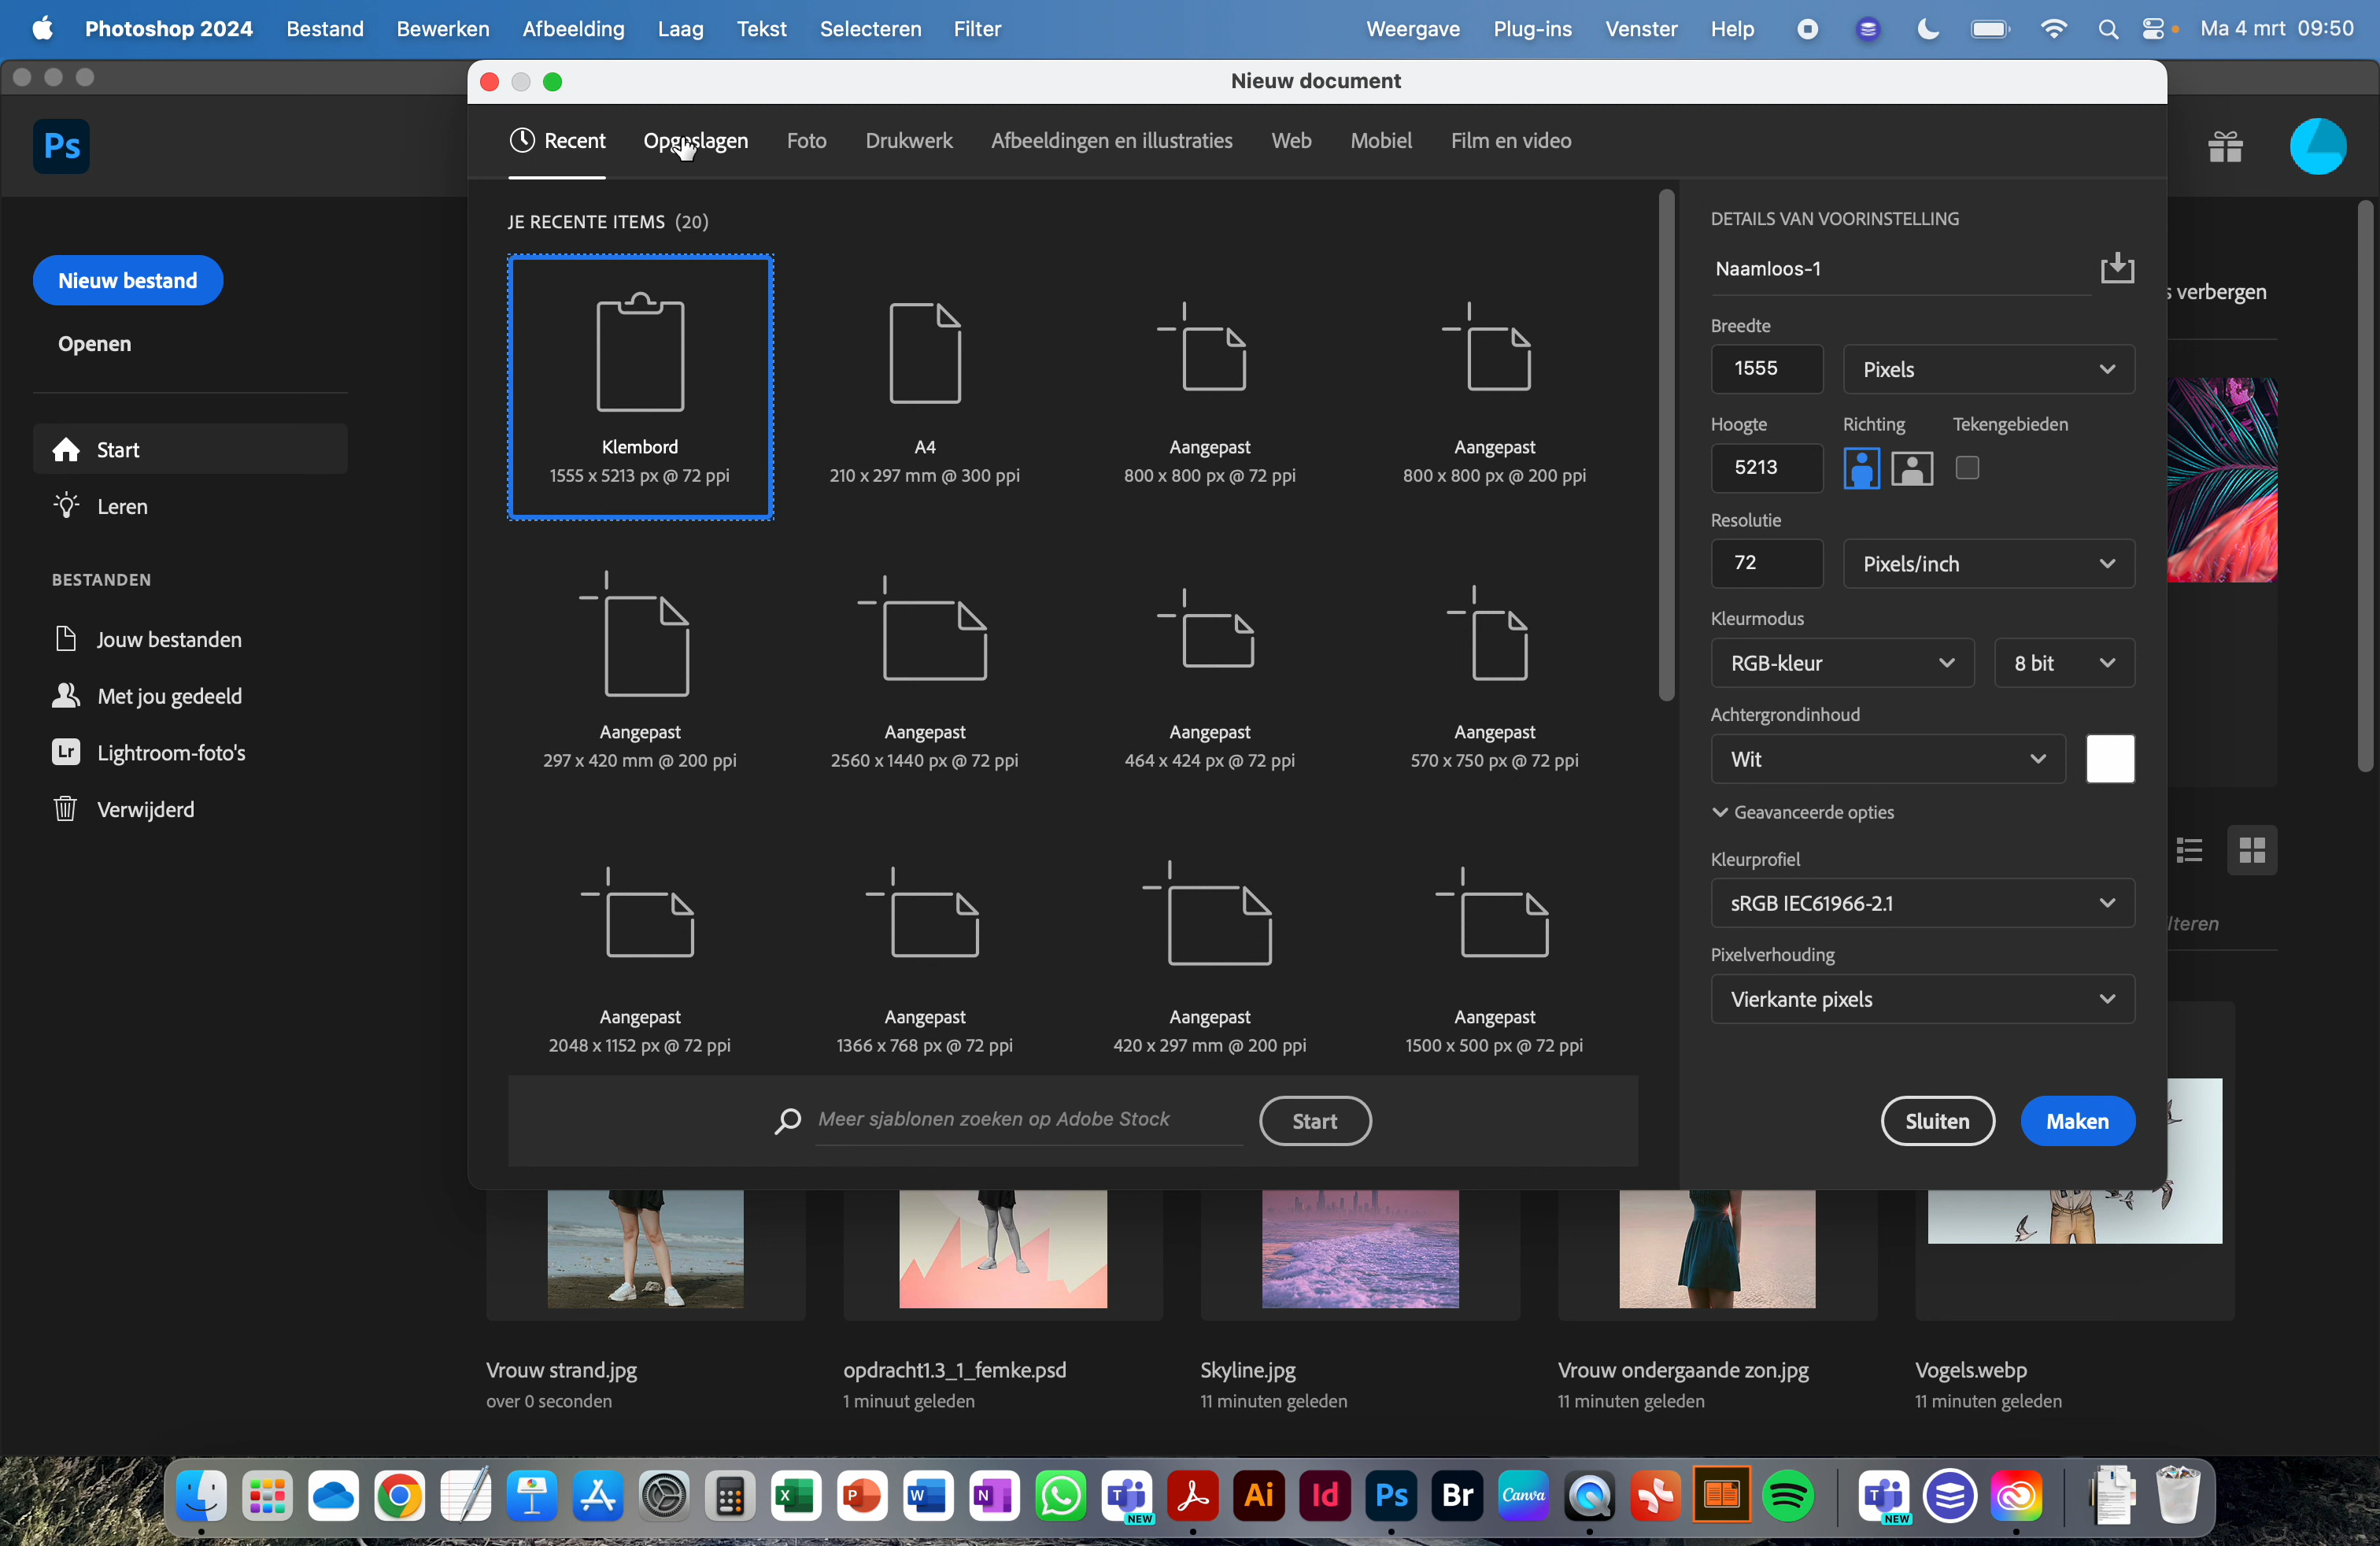 Photoshop 2024 Bestand Bewerken Afbeelding Laag Tekst Selecteren Filter Weergave Plug-ins Venster Help Ma 4 mrt 09:50
Nieuw document
Ps
Recent Opgeslagen Foto Drukwerk Afbeeldingen en illustraties Web Mobiel Film en video
Nieuw bestand
Openen
Start
Leren
BESTANDEN
Jouw bestanden
Met jou gedeeld
Lr Lightroom-foto's
Verwijderd
JE RECENTE ITEMS (20)
Klembord
1555 x 5213 px @ 72 ppi
A4
210 x 297 mm @ 300 ppi
Aangepast
800 x 800 px @ 72 ppi
Aangepast
800 x 800 px @ 200 ppi
Aangepast
297 x 420 mm @ 200 ppi
Aangepast
2560 x 1440 px @ 72 ppi
Aangepast
464 x 424 px @ 72 ppi
Aangepast
570 x 750 px @ 72 ppi
Aangepast
2048 x 1152 px @ 72 ppi
Aangepast
1366 x 768 px @ 72 ppi
Aangepast
420 x 297 mm @ 200 ppi
Aangepast
1500 x 500 px @ 72 ppi
Meer sjablonen zoeken op Adobe Stock
Start
DETAILS VAN VOORINSTELLING
Naamloos-1
Breedte
1555 Pixels
Hoogte Richting Tekengebieden
5213
Resolutie
72 Pixels/inch
Kleurmodus
RGB-kleur 8 bit
Achtergrondinhoud
Wit
Geavanceerde opties
Kleurprofiel
sRGB IEC61966-2.1
Pixelverhouding
Vierkante pixels
Sluiten Maken
verbergen
lteren
Vrouw strand.jpg
over 0 seconden
opdracht1.3_1_femke.psd
1 minuut geleden
Skyline.jpg
11 minuten geleden
Vrouw ondergaande zon.jpg
11 minuten geleden
Vogels.webp
11 minuten geleden
X P W N T NEW Ai Id Ps Br Canva T NEW